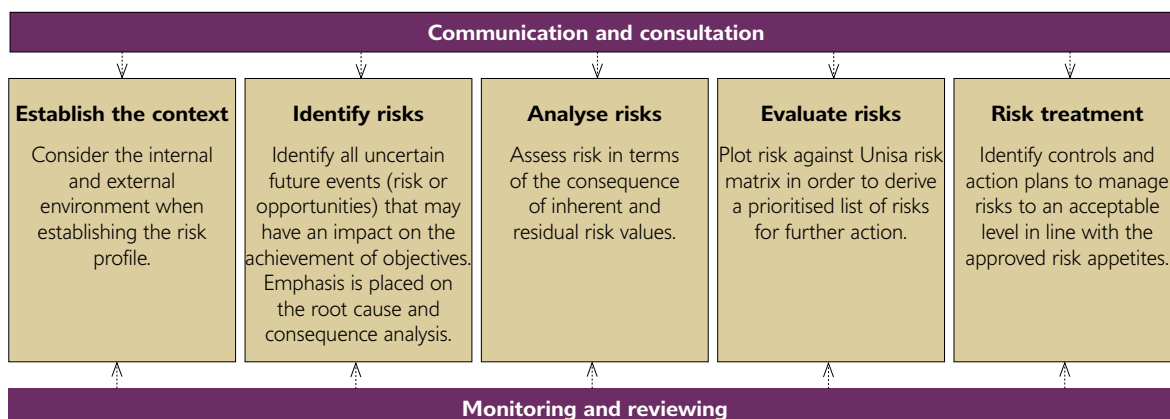 Communication and consultation
Establish the context
Consider the internal
and external
environment when
establishing the risk
profile.
Identify risks
Identify all uncertain
future events (risk or
opportunities) that may
have an impact on the
achievement of objectives.
Emphasis is placed on
the root cause and
consequence analysis.
Analyse risks
Assess risk in terms
of the consequence
of inherent and
residual risk values.
Evaluate risks
Plot risk against Unisa risk
matrix in order to derive
a prioritised list of risks
for further action.
Risk treatment
Identify controls and
action plans to manage
risks to an acceptable
level in line with the
approved risk appetites.
Monitoring and reviewing